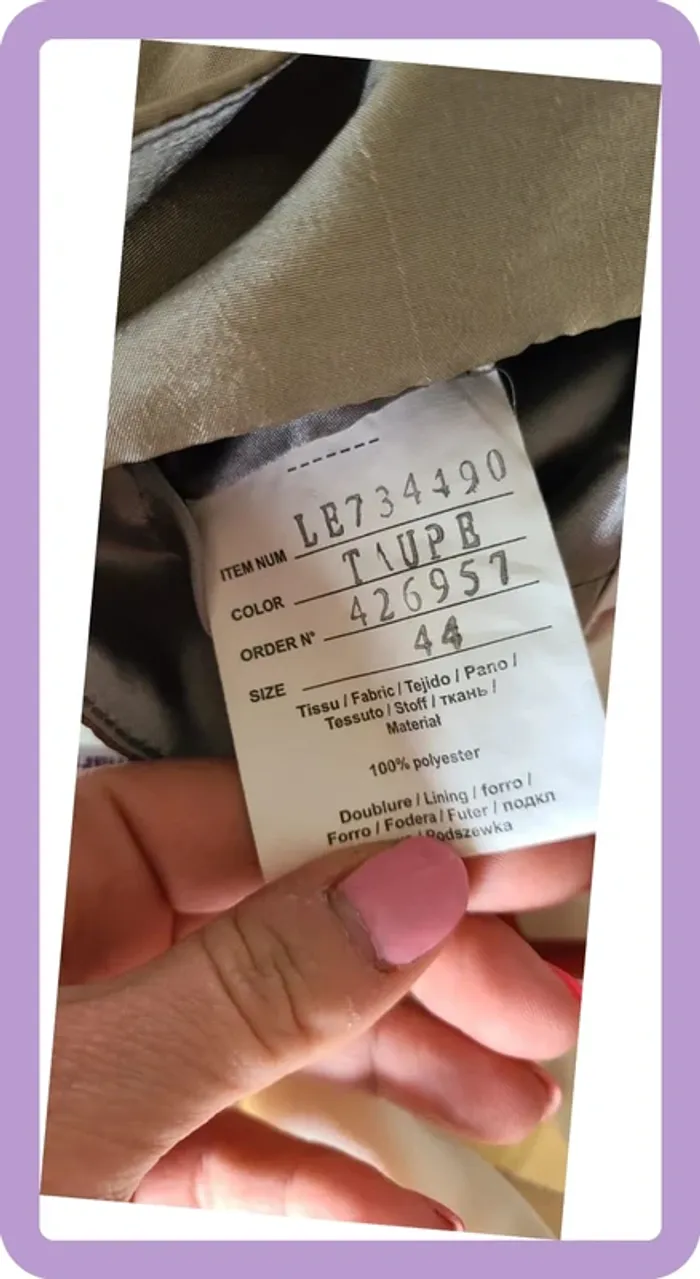 -------
ITEM NUM LE734490
COLOR TAUPE
ORDER N° 426957
SIZE 44
Tissu / Fabric / Tejido / Pano /
Tessuto / Stoff / ткань /
Materiał
100% polyester
Doublure / Lining / forro /
Forro / Fodera / Futer / подкл
/ Podszewka